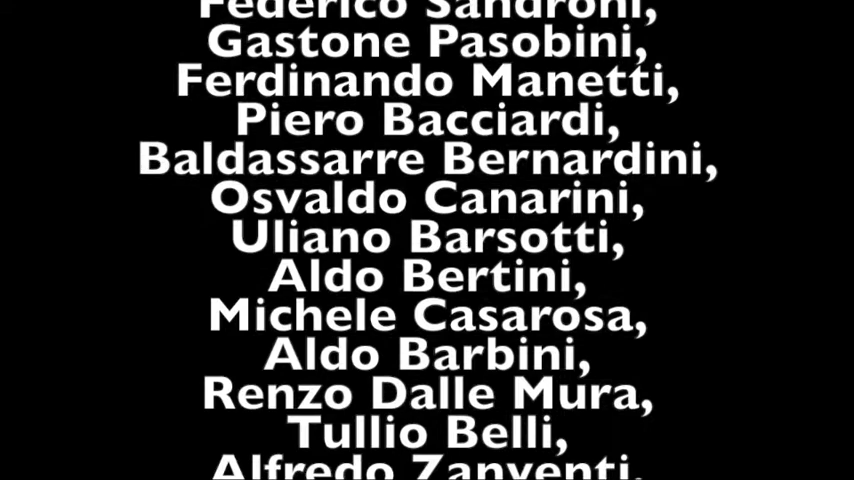 Federico Sandroni,
Gastone Pasobini,
Ferdinando Manetti,
Piero Bacciardi,
Baldassarre Bernardini,
Osvaldo Canarini,
Uliano Barsotti,
Aldo Bertini,
Michele Casarosa,
Aldo Barbini,
Renzo Dalle Mura,
Tullio Belli,
Alfredo Zanventi,